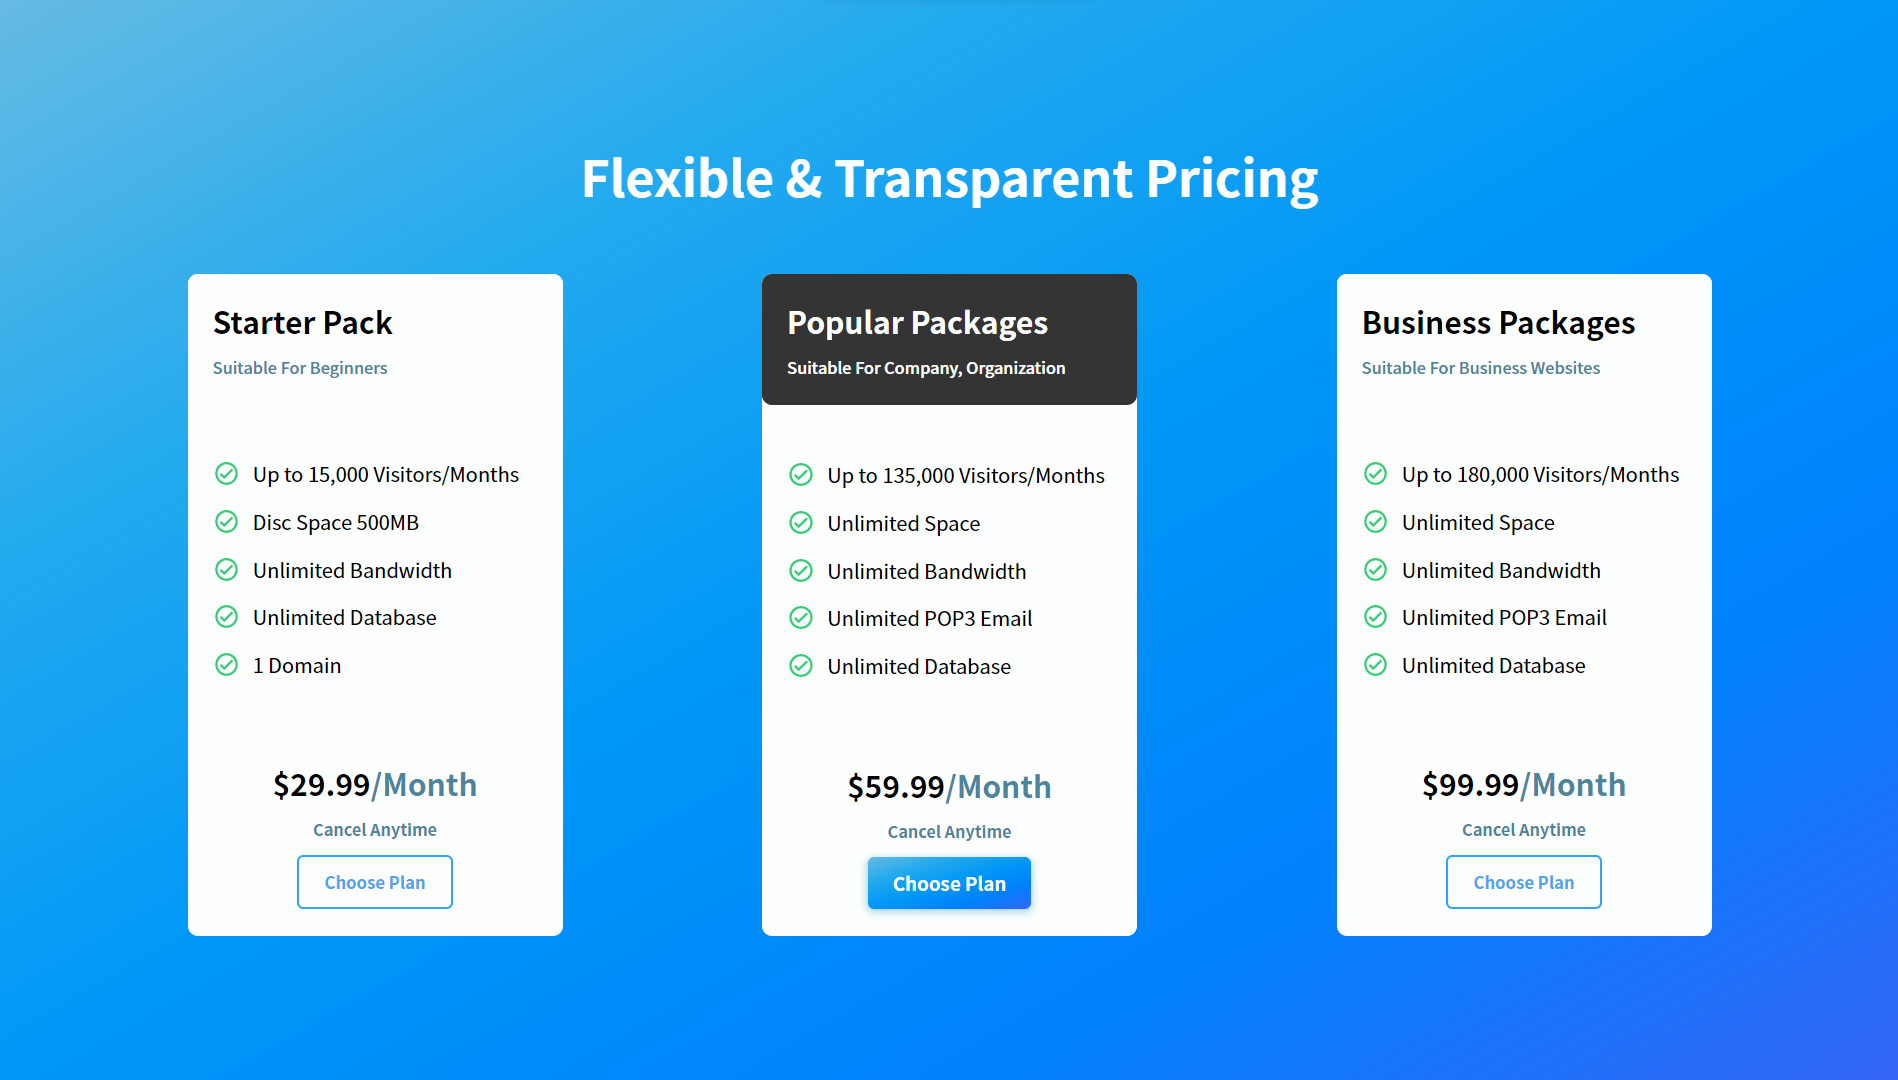 Flexible & Transparent Pricing
Starter Pack
Suitable For Beginners
Up to 15,000 Visitors/Months
Disc Space 500MB
Unlimited Bandwidth
Unlimited Database
1 Domain
$29.99/Month
Cancel Anytime
Choose Plan
Popular Packages
Suitable For Company, Organization
Up to 135,000 Visitors/Months
Unlimited Space
Unlimited Bandwidth
Unlimited POP3 Email
Unlimited Database
$59.99/Month
Cancel Anytime
Choose Plan
Business Packages
Suitable For Business Websites
Up to 180,000 Visitors/Months
Unlimited Space
Unlimited Bandwidth
Unlimited POP3 Email
Unlimited Database
$99.99/Month
Cancel Anytime
Choose Plan